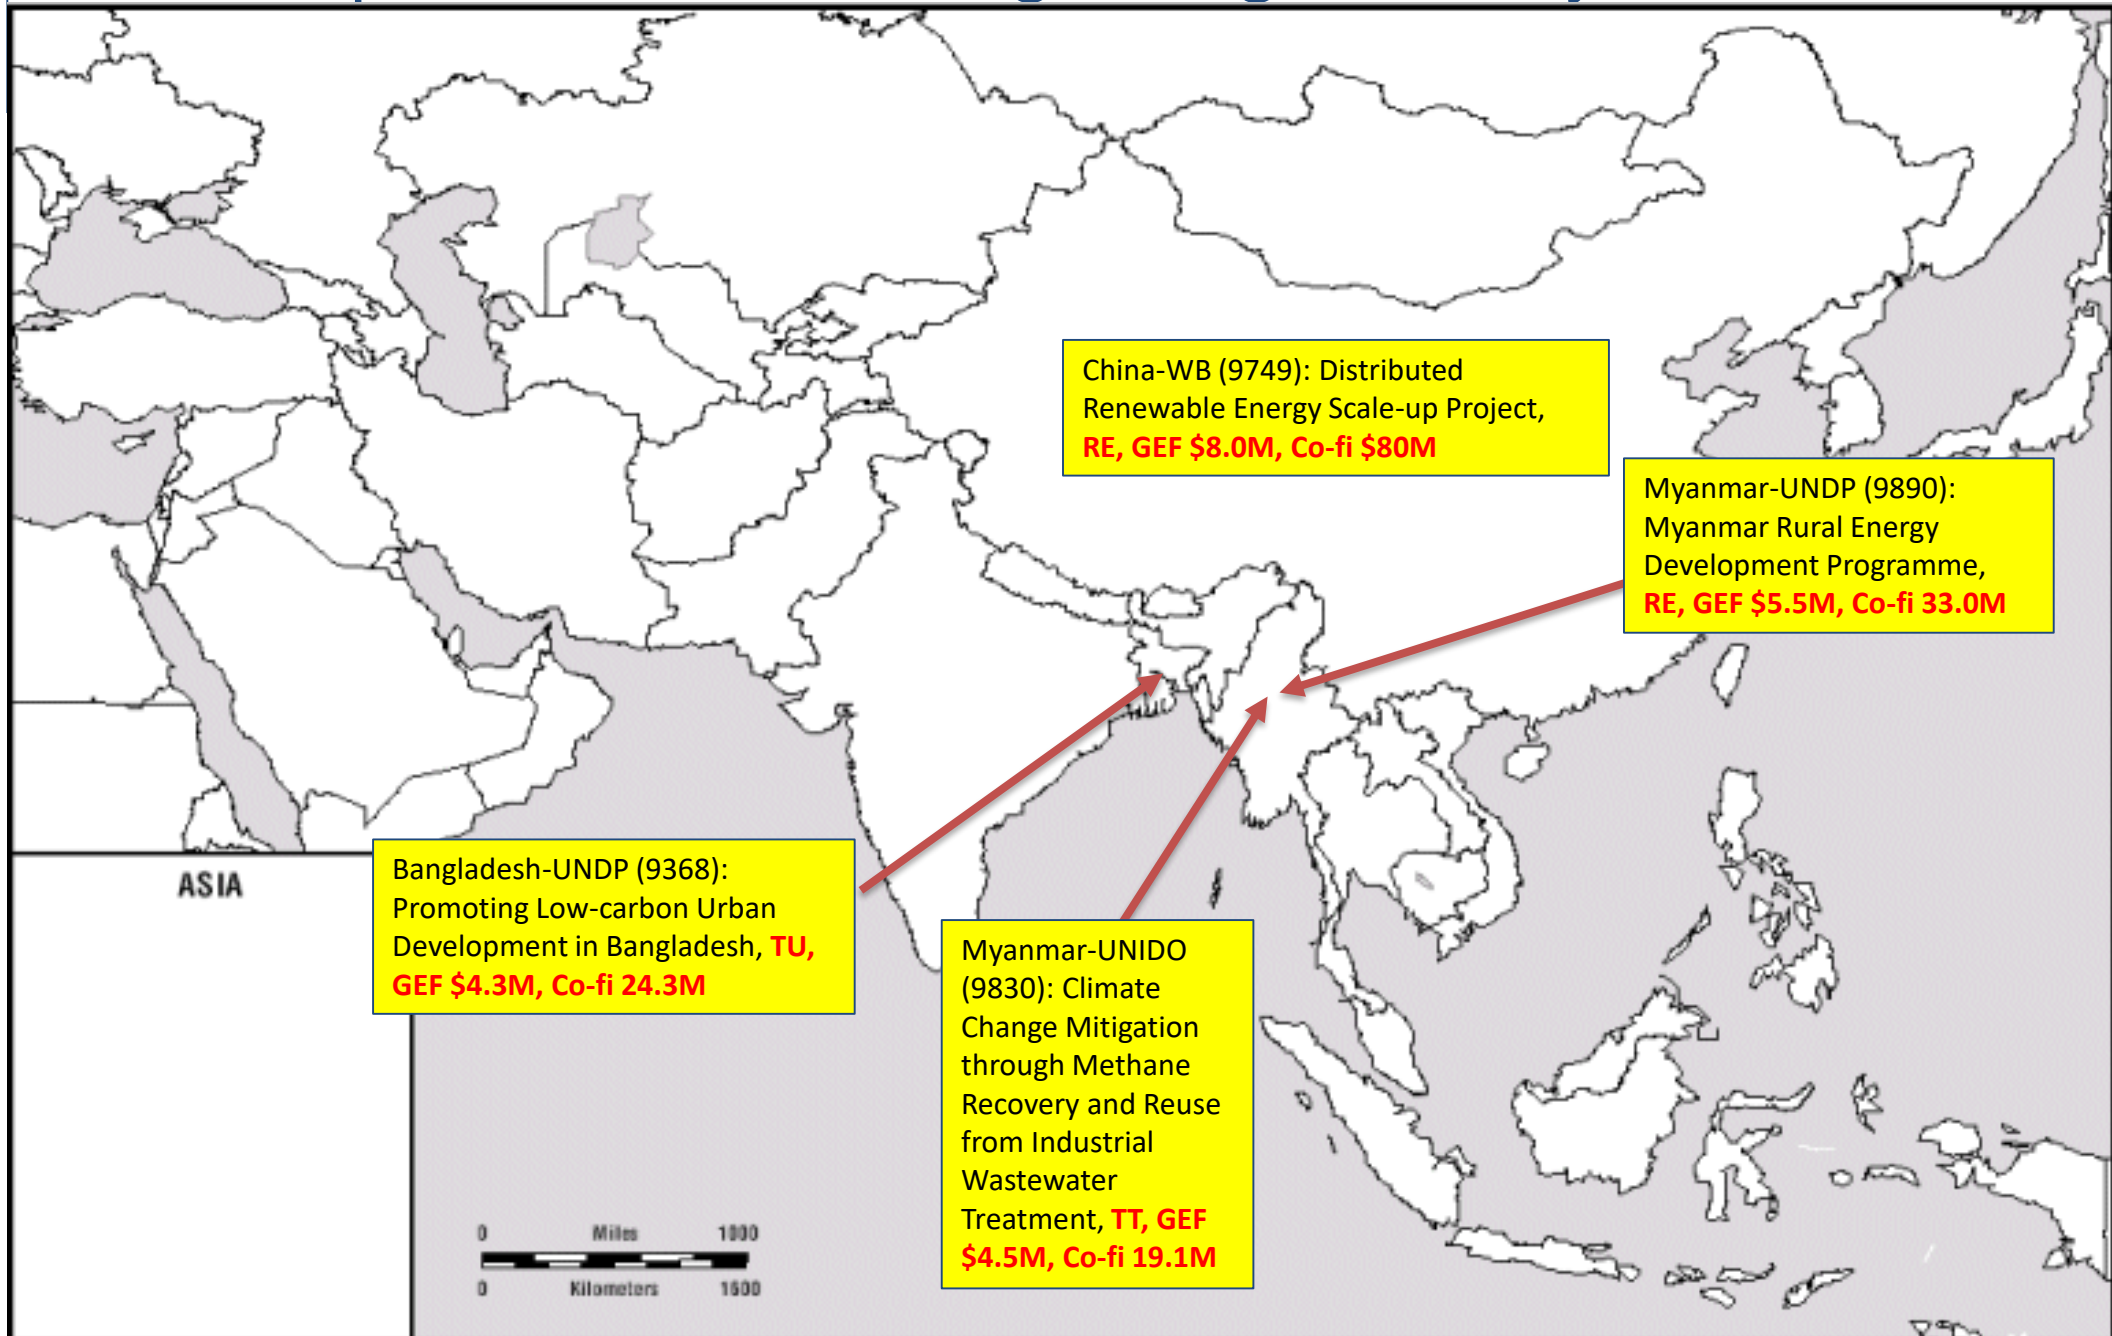 China-WB (9749): Distributed
Renewable Energy Scale-up Project,
RE, GEF $8.0M, Co-fi $80M
Myanmar-UNDP (9890):
Myanmar Rural Energy
Development Programme,
RE, GEF $5.5M, Co-fi 33.0M
Bangladesh-UNDP (9368):
Promoting Low-carbon Urban
Development in Bangladesh, TU,
GEF $4.3M, Co-fi 24.3M
Myanmar-UNIDO
(9830): Climate
Change Mitigation
through Methane
Recovery and Reuse
from Industrial
Wastewater
Treatment, TT, GEF
$4.5M, Co-fi 19.1M
ASIA
0 Miles 1000
0 Kilometers 1600